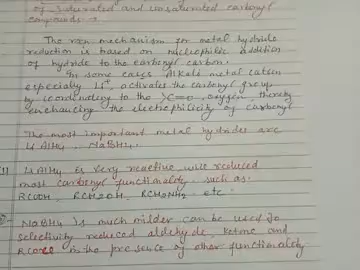 of saturated and unsaturated carbonyl
compounds :-
The main mechanism for metal hydride
reduction is based on nucleophilic addition
of hydride to the carbonyl carbon.
In some cases Alkali metal cation
especially Li+, activates the carbonyl group
by coordinating to the >C=O oxygen thereby
enhancing the electrophilicity of carbonyl
The most important metal hydrides are
LiAlH4, NaBH4.
LiAlH4 is very reactive will reduced
most carbonyl functionality such as.
RCOOH, RCH2OH, RCH2NH2 etc.
NaBH4 is much milder can be used to
selectivity reduced aldehyde, ketone and
in the presence of other functionality